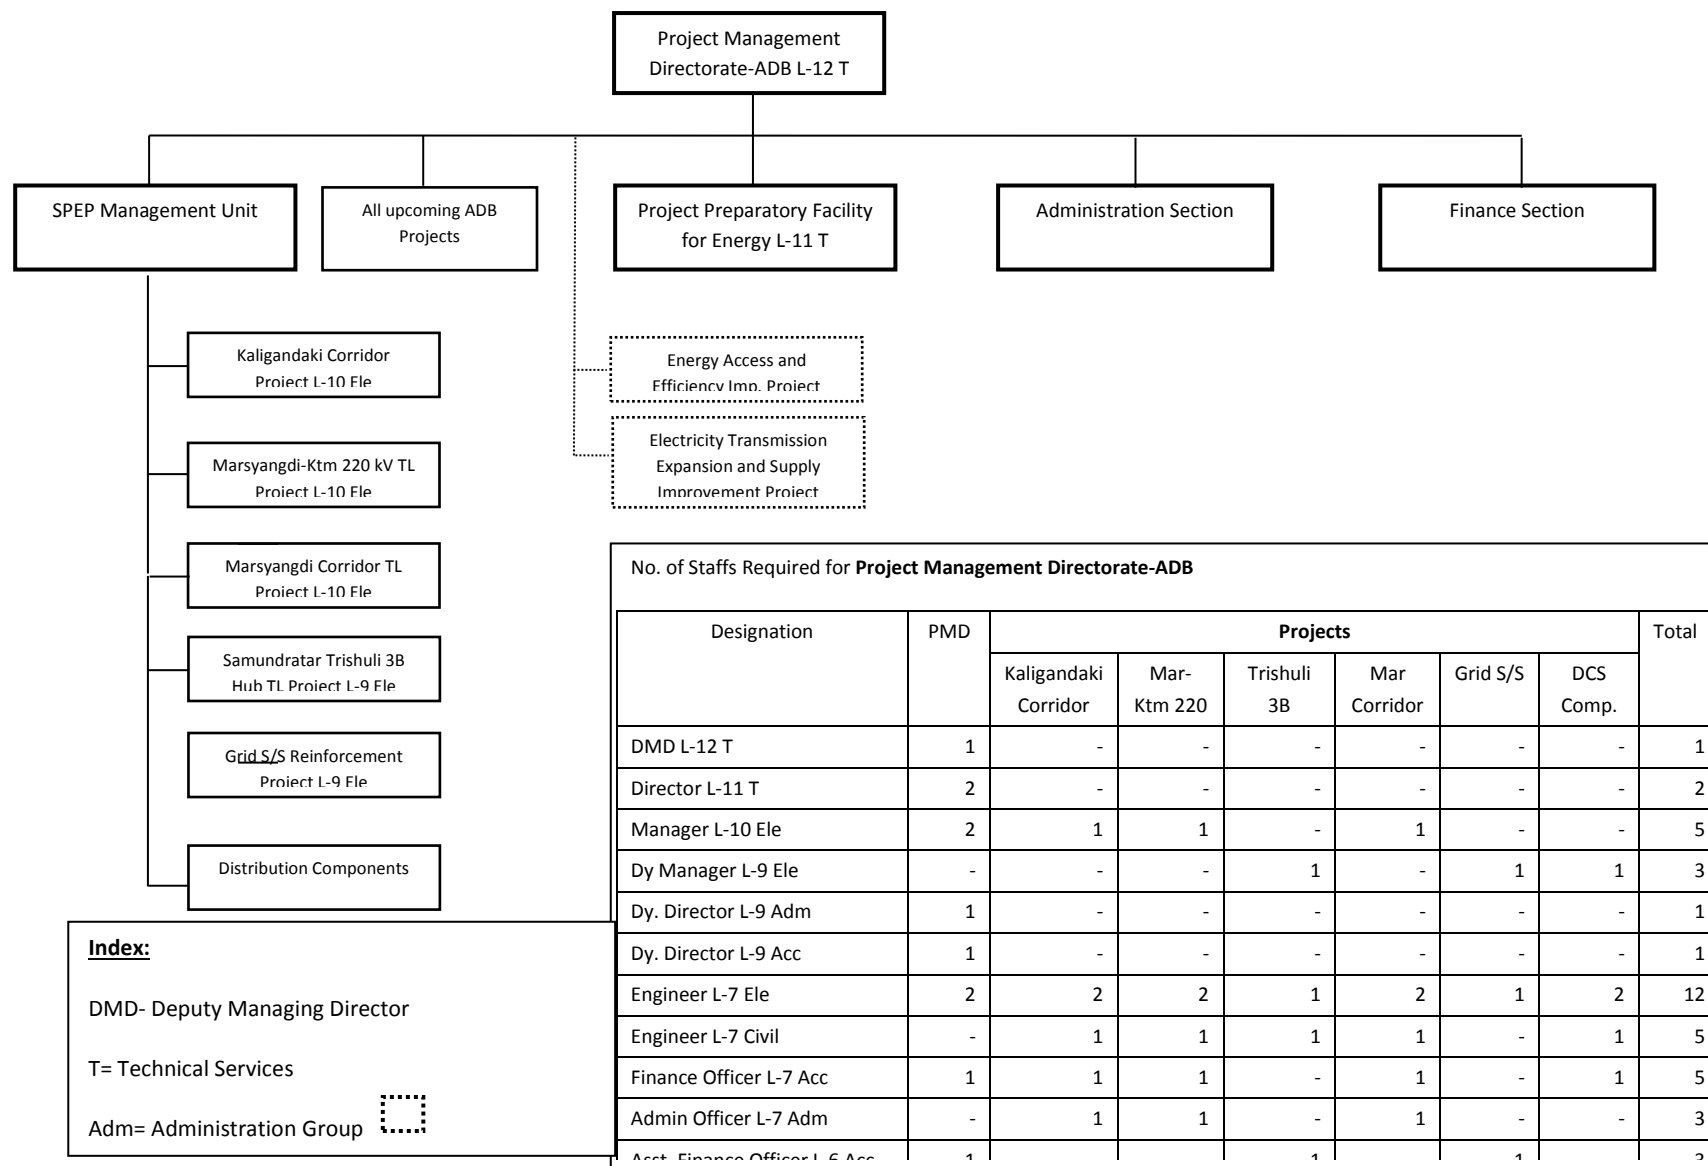 Project Management
Directorate-ADB L-12 T
SPEP Management Unit
All upcoming ADB
Projects
Project Preparatory Facility
for Energy L-11 T
Administration Section
Finance Section
Kaligandaki Corridor
Project L-10 Ele
Marsyangdi-Ktm 220 kV TL
Project L-10 Ele
Marsyangdi Corridor TL
Project L-10 Ele
Samundratar Trishuli 3B
Hub TL Project L-9 Ele
Grid S/S Reinforcement
Project L-9 Ele
Distribution Components
Energy Access and
Efficiency Imp. Project
Electricity Transmission
Expansion and Supply
Improvement Project
Index:
DMD- Deputy Managing Director
T= Technical Services
Adm= Administration Group
No. of Staffs Required for Project Management Directorate-ADB
Designation PMD Projects Total
Kaligandaki Corridor Mar-Ktm 220 Trishuli 3B Mar Corridor Grid S/S DCS Comp.
DMD L-12 T 1 - - - - - - 1
Director L-11 T 2 - - - - - - 2
Manager L-10 Ele 2 1 1 - 1 - - 5
Dy Manager L-9 Ele - - - 1 - 1 1 3
Dy. Director L-9 Adm 1 - - - - - - 1
Dy. Director L-9 Acc 1 - - - - - - 1
Engineer L-7 Ele 2 2 2 1 2 1 2 12
Engineer L-7 Civil - 1 1 1 1 - 1 5
Finance Officer L-7 Acc 1 1 1 - 1 - 1 5
Admin Officer L-7 Adm - 1 1 - 1 - - 3
Asst. Finance Officer L-6 Acc 1 1 1 3